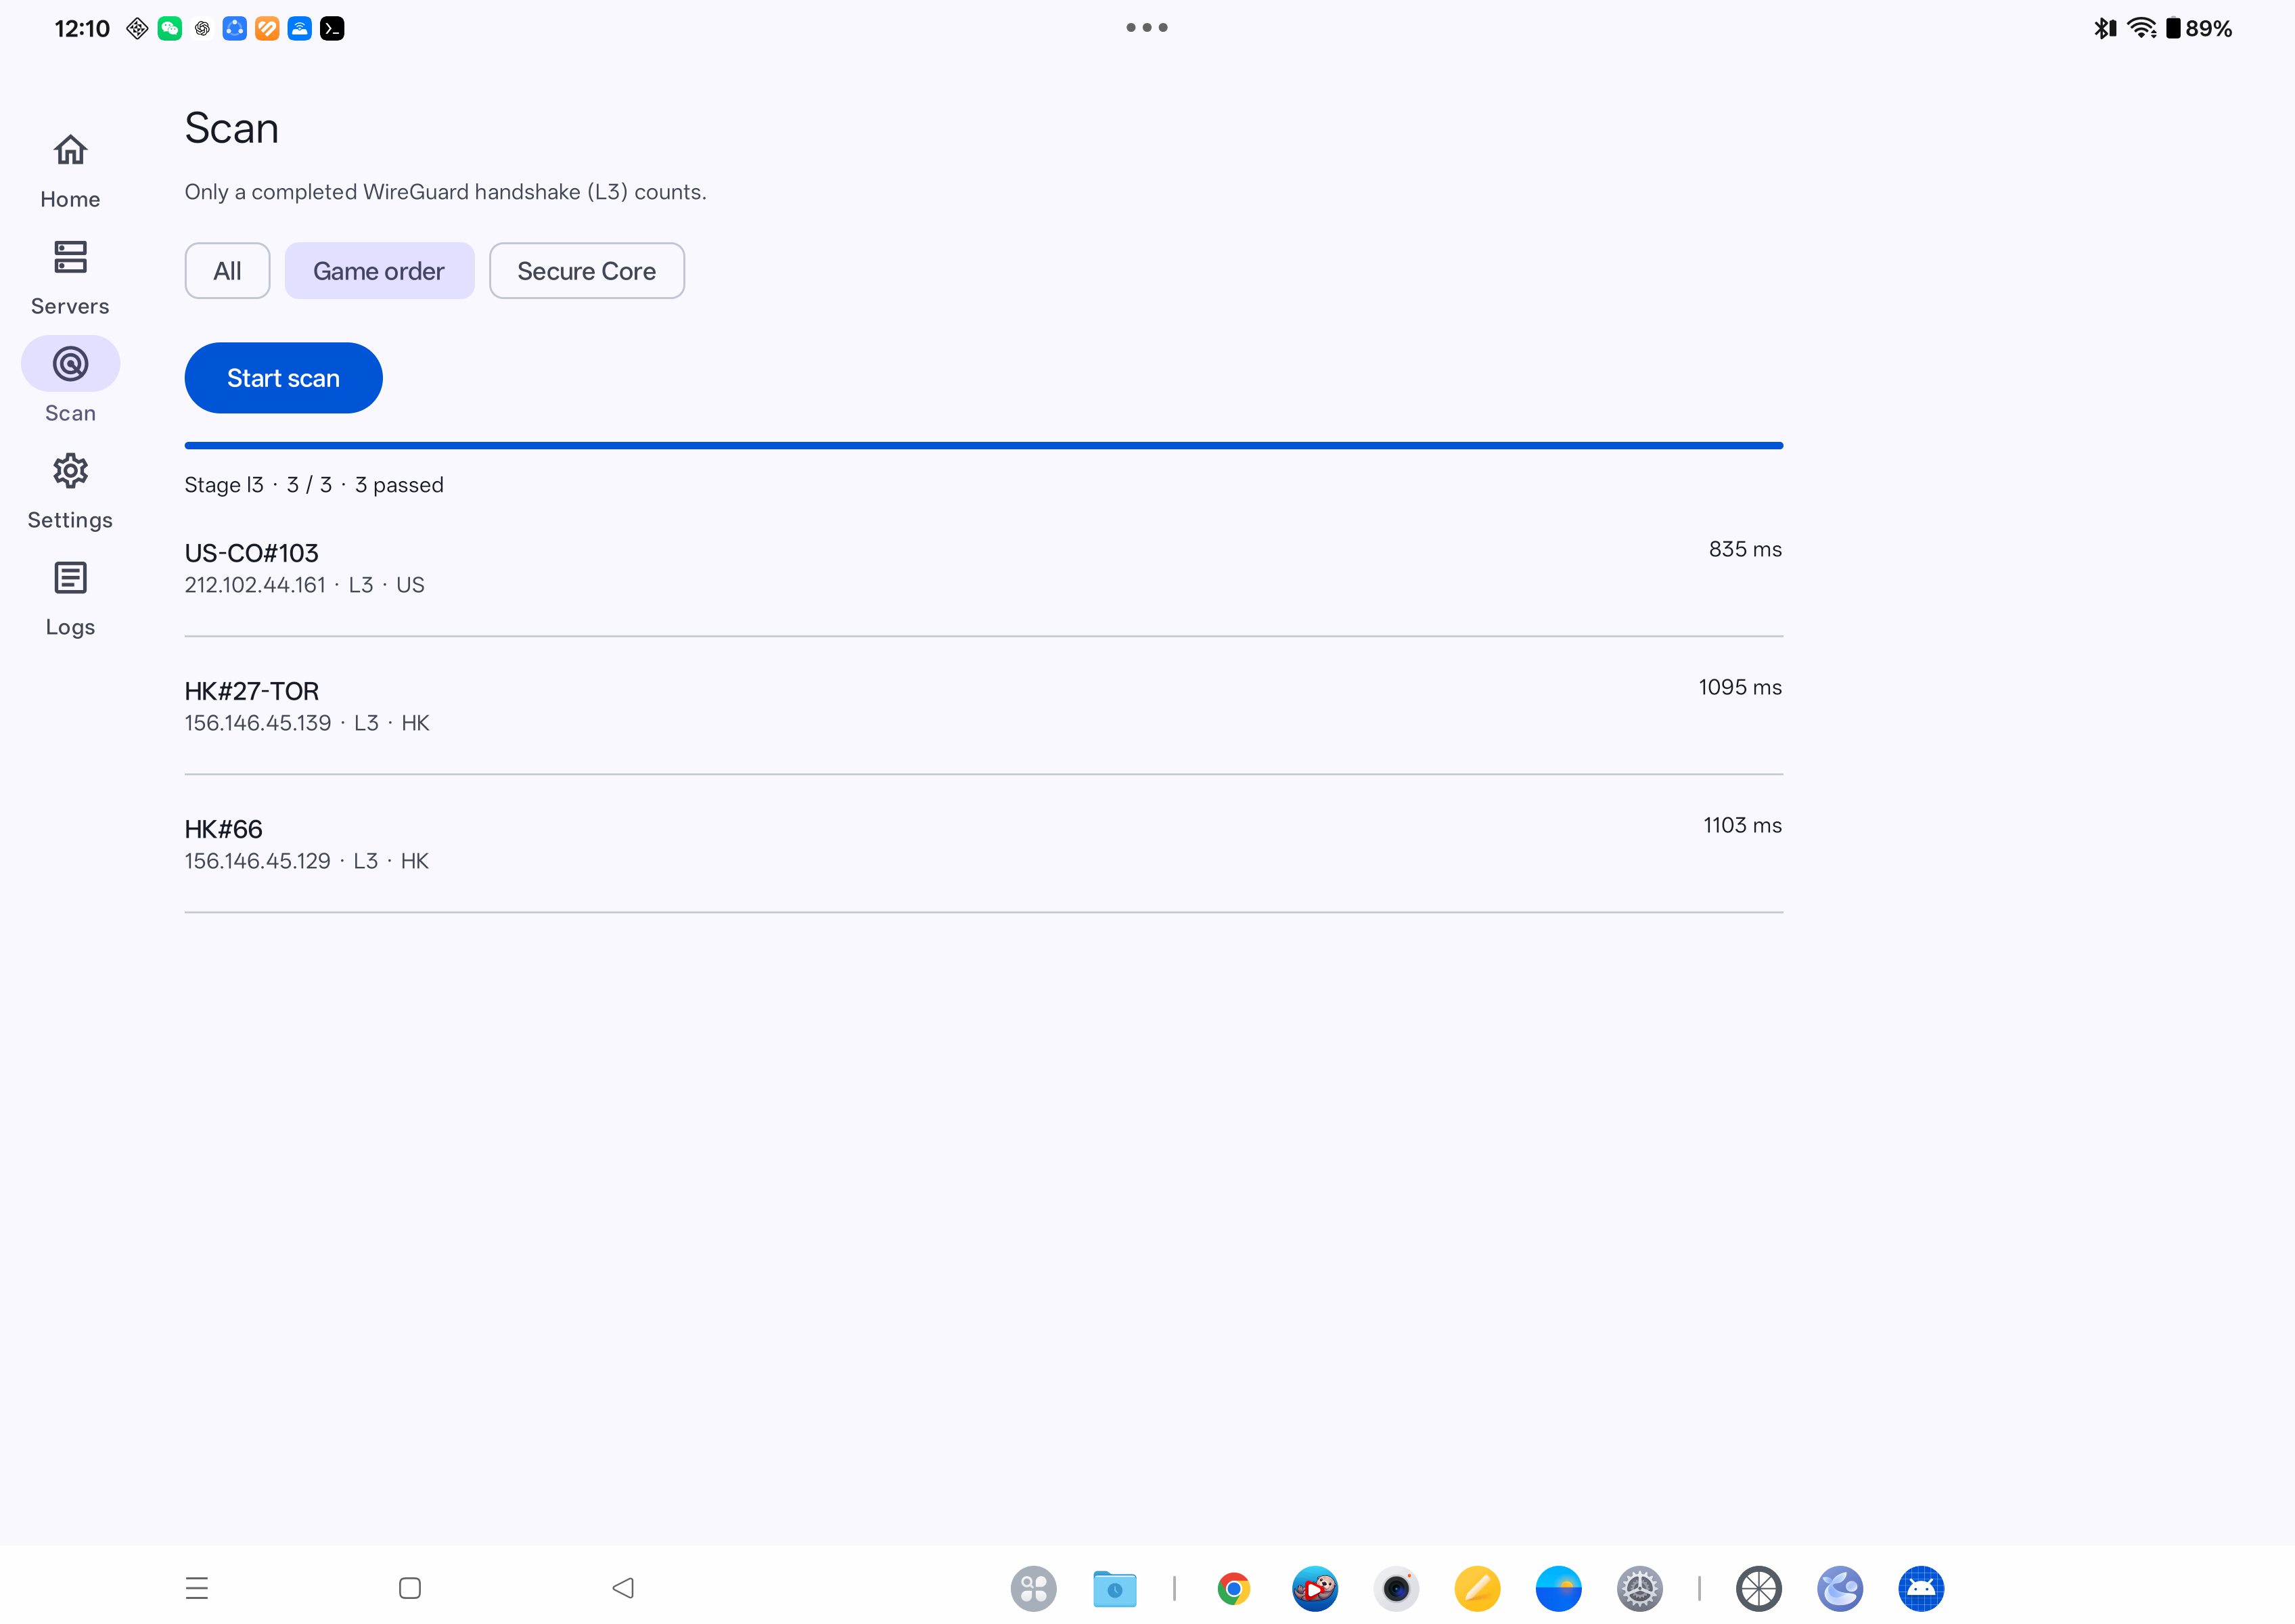 12:10
89%
Scan
Only a completed WireGuard handshake (L3) counts.
All
Game order
Secure Core
Start scan
Stage l3 · 3 / 3 · 3 passed
US-CO#103
835 ms
212.102.44.161 · L3 · US
HK#27-TOR
1095 ms
156.146.45.139 · L3 · HK
HK#66
1103 ms
156.146.45.129 · L3 · HK
Home
Servers
Scan
Settings
Logs